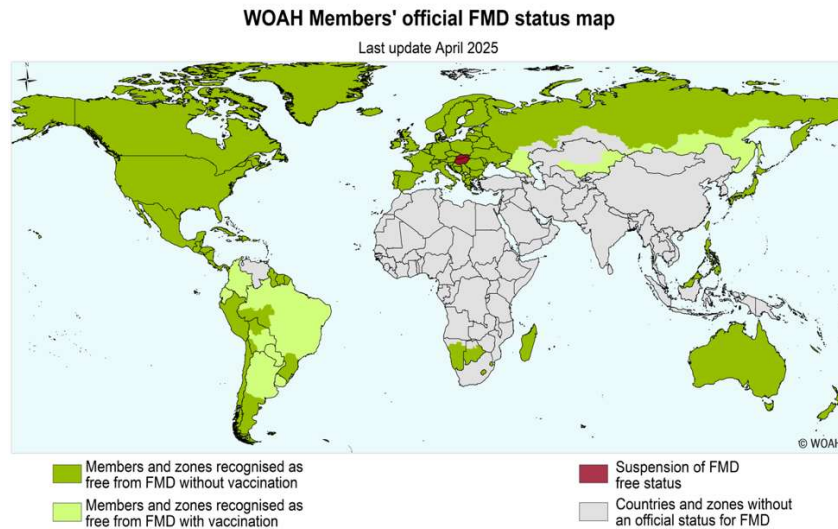 WOAH Members' official FMD status map
Last update April 2025
© WOAH
Members and zones recognised as
free from FMD without vaccination
Members and zones recognised as
free from FMD with vaccination
Suspension of FMD
free status
Countries and zones without
an official status for FMD